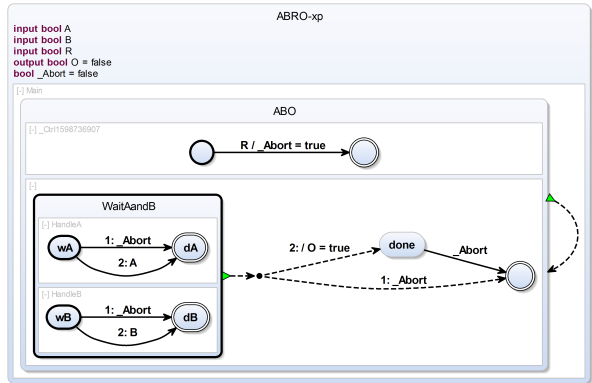 ABRO-xp
input bool A
input bool B
input bool R
output bool O = false
bool _Abort = false
[-] Main
ABO
[-] _Ctrl1598736907
R / _Abort = true
[-]
WaitAandB
[-] HandleA
wA
1: _Abort
2: A
dA
[-] HandleB
wB
1: _Abort
2: B
dB
2: / O = true
done
_Abort
1: _Abort